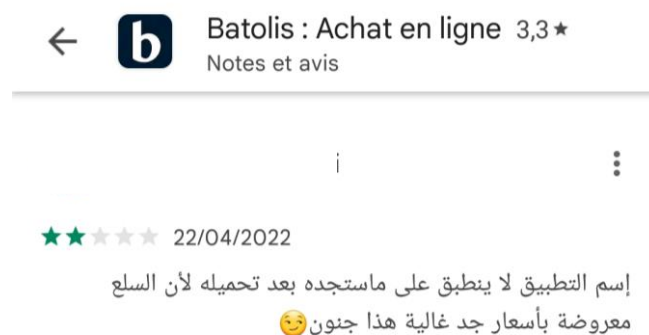 b
Batolis : Achat en ligne 3,3★
Notes et avis
i
★★★★★ 22/04/2022
إسم التطبيق لا ينطبق على ماستجده بعد تحميله لأن السلع
معروضة بأسعار جد غالية هذا جنون😏